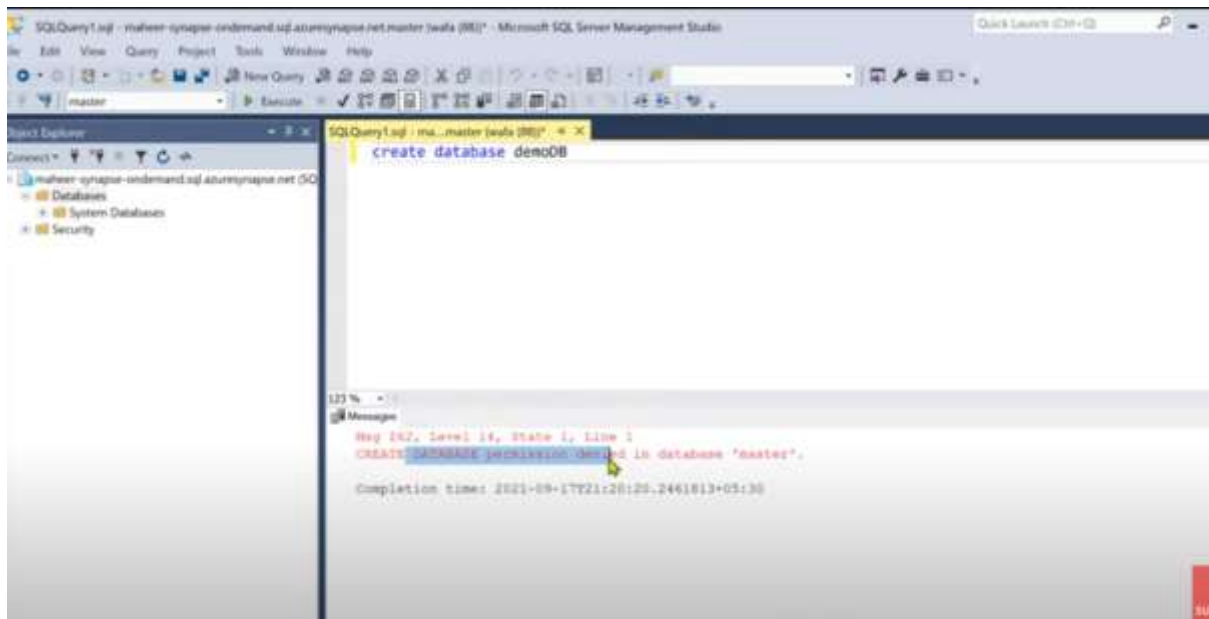 SQLQuery1.sql - maheer-synapse-ondemand.sql.azuresynapse.net.master (wafa (88))* - Microsoft SQL Server Management Studio
Quick Launch (Ctrl+Q)
Edit View Query Project Tools Window Help
New Query
master
Execute
Object Explorer
SQLQuery1.sql - ma...master (wafa (88))*
Connect
create database demoDB
maheer-synapse-ondemand.sql.azuresynapse.net (SQ
Databases
System Databases
Security
123 %
Messages
Msg 262, Level 14, State 1, Line 1
CREATE DATABASE permission denied in database 'master'.
Completion time: 2021-09-17T21:20:20.2461813+05:30
SU